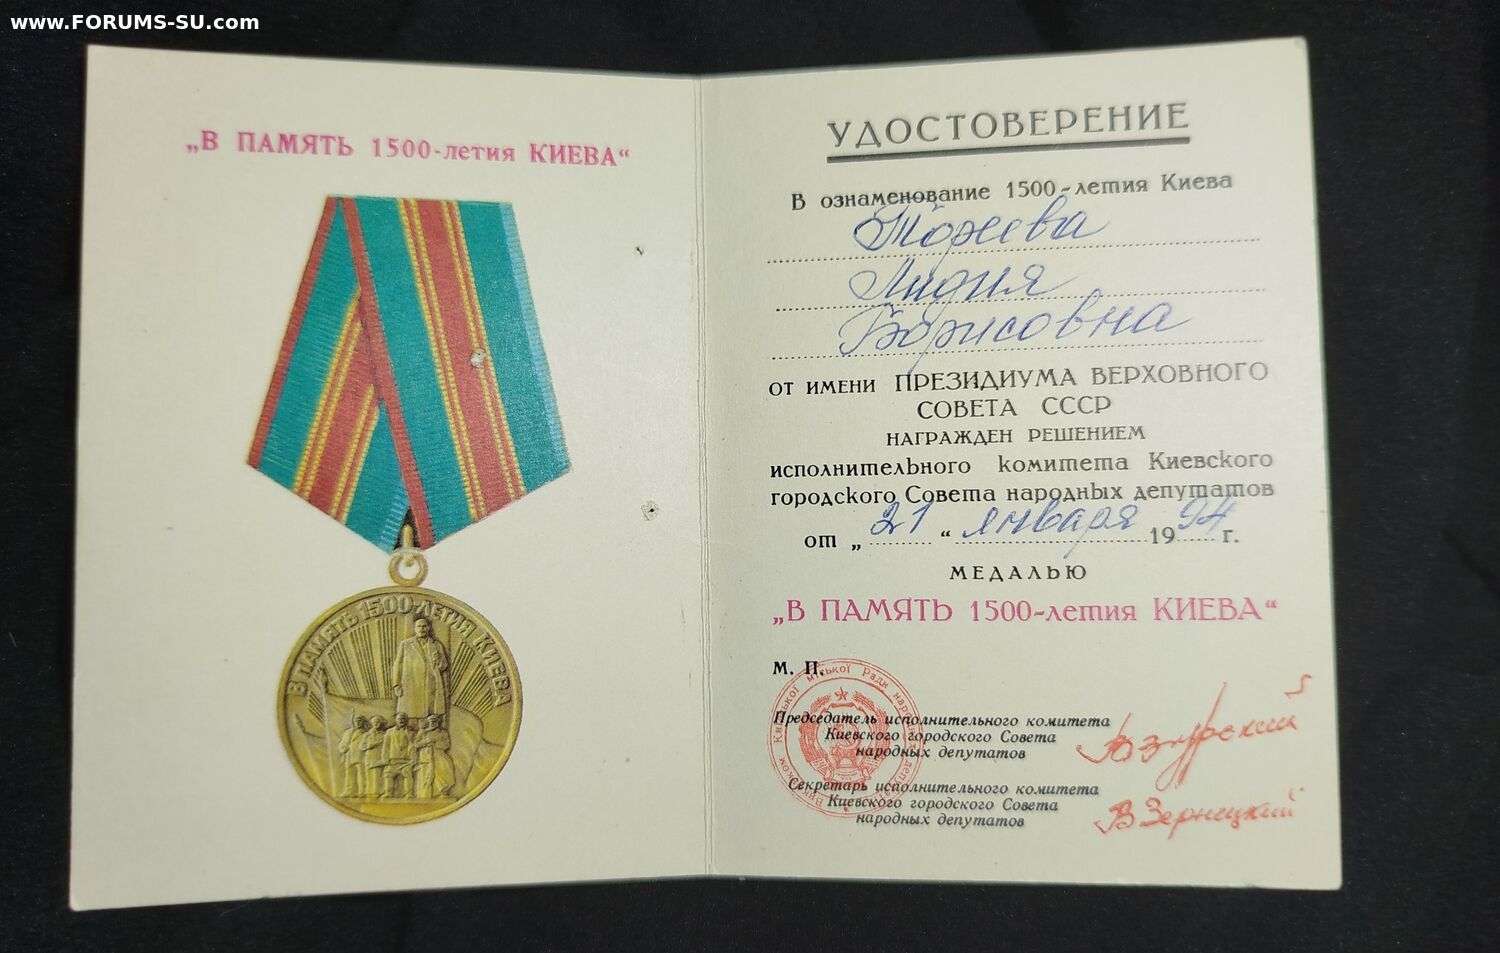 www.FORUMS-SU.com
„В ПАМЯТЬ 1500-летия КИЕВА“
В ПАМЯТЬ 1500-ЛЕТИЯ КИЕВА
УДОСТОВЕРЕНИЕ
В ознаменование 1500-летия Киева
Лидия
Борисовна
от имени ПРЕЗИДИУМА ВЕРХОВНОГО
СОВЕТА СССР
НАГРАЖДЕН РЕШЕНИЕМ
исполнительного комитета Киевского
городского Совета народных депутатов
от „21“ января 1994 г.
МЕДАЛЬЮ
„В ПАМЯТЬ 1500-летия КИЕВА“
М. П.
Председатель исполнительного комитета
Киевского городского Совета
народных депутатов
Секретарь исполнительного комитета
Киевского городского Совета
народных депутатов